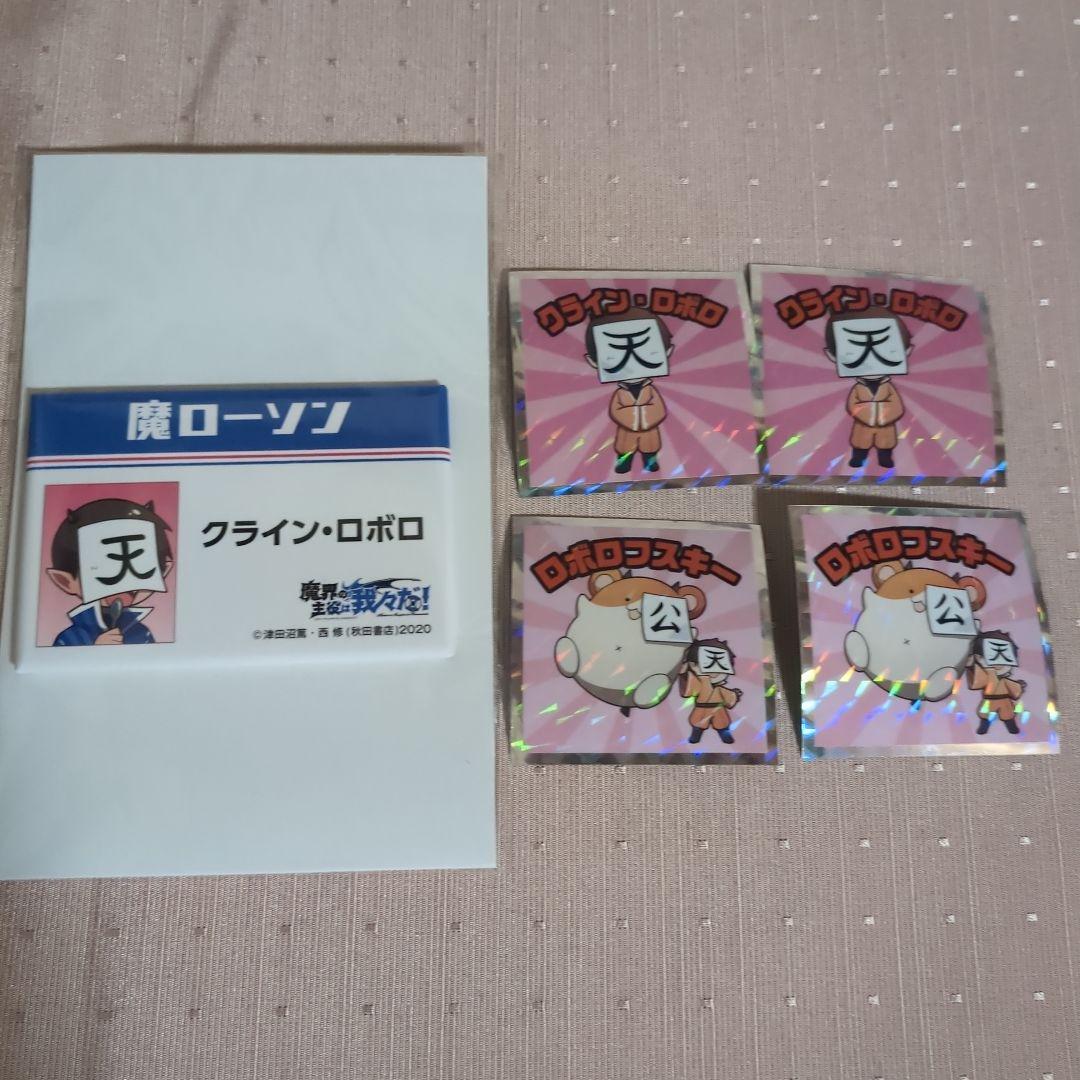 魔ローソン
天
クライン・ロボロ
魔界の
主役は我々だ!
©津田沼篤・西 修(秋田書店)2020
クライン・ロボロ
天
クライン・ロボロ
天
ロボロフスキー
公
天
ロボロフスキー
公
天